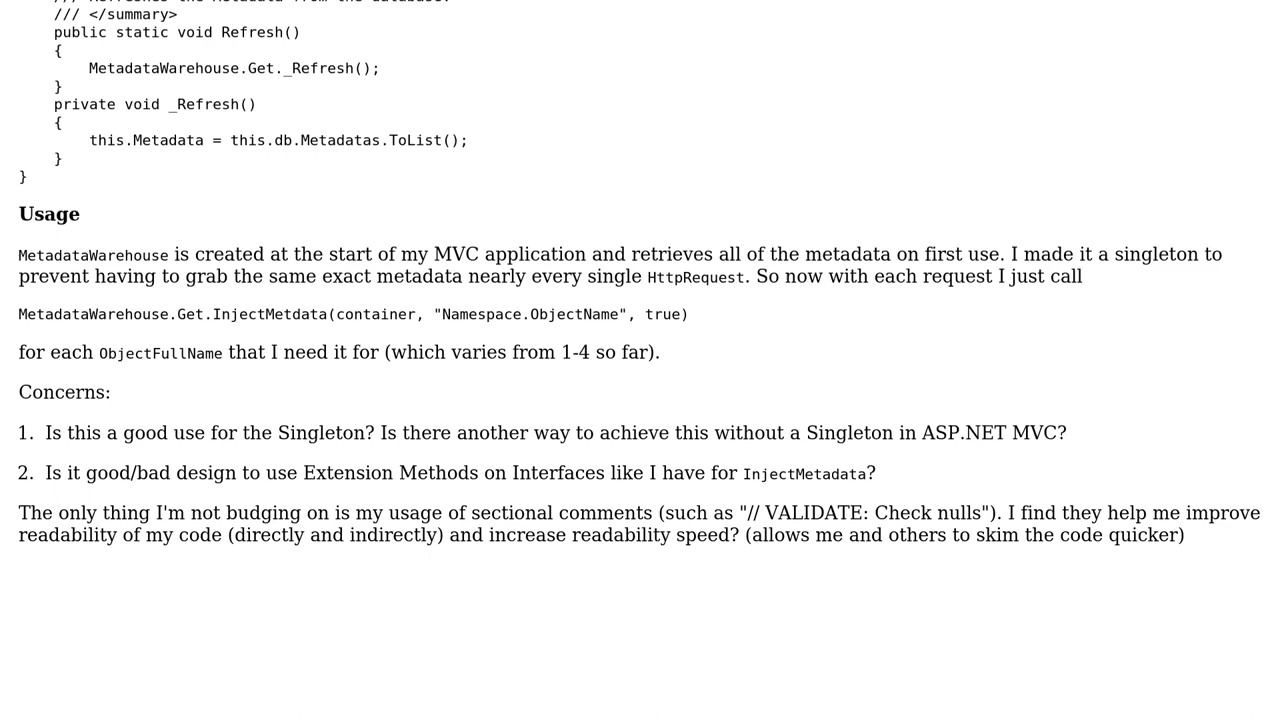 /// Refreshes the Metadata from the database.
/// </summary>
public static void Refresh()
{
MetadataWarehouse.Get._Refresh();
}
private void _Refresh()
{
this.Metadata = this.db.Metadatas.ToList();
}
}
Usage
MetadataWarehouse is created at the start of my MVC application and retrieves all of the metadata on first use. I made it a singleton to
prevent having to grab the same exact metadata nearly every single HttpRequest. So now with each request I just call
MetadataWarehouse.Get.InjectMetdata(container, "Namespace.ObjectName", true)
for each ObjectFullName that I need it for (which varies from 1-4 so far).
Concerns:
1. Is this a good use for the Singleton? Is there another way to achieve this without a Singleton in ASP.NET MVC?
2. Is it good/bad design to use Extension Methods on Interfaces like I have for InjectMetadata?
The only thing I'm not budging on is my usage of sectional comments (such as "// VALIDATE: Check nulls"). I find they help me improve
readability of my code (directly and indirectly) and increase readability speed? (allows me and others to skim the code quicker)